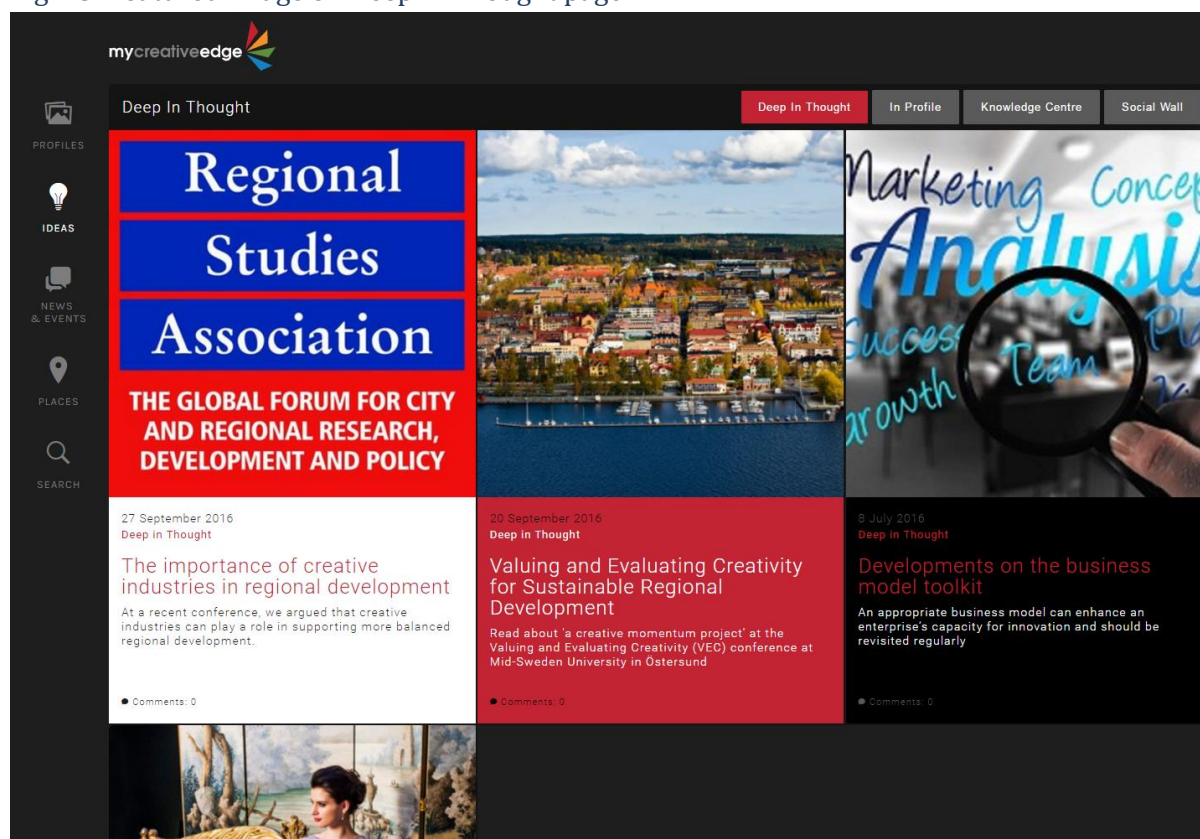 mycreativeedge
Deep In Thought
Deep In Thought
In Profile
Knowledge Centre
Social Wall
PROFILES
IDEAS
NEWS
& EVENTS
PLACES
SEARCH
Regional
Studies
Association
THE GLOBAL FORUM FOR CITY
AND REGIONAL RESEARCH,
DEVELOPMENT AND POLICY
27 September 2016
Deep in Thought
The importance of creative
industries in regional development
At a recent conference, we argued that creative
industries can play a role in supporting more balanced
regional development.
Comments: 0
20 September 2016
Deep in Thought
Valuing and Evaluating Creativity
for Sustainable Regional
Development
Read about 'a creative momentum project' at the
Valuing and Evaluating Creativity (VEC) conference at
Mid-Sweden University in Östersund
Comments: 0
Marketing
Analysis
Success
Team
Growth
8 July 2016
Deep in Thought
Developments on the business
model toolkit
An appropriate business model can enhance an
enterprise's capacity for innovation and should be
revisited regularly
Comments: 0